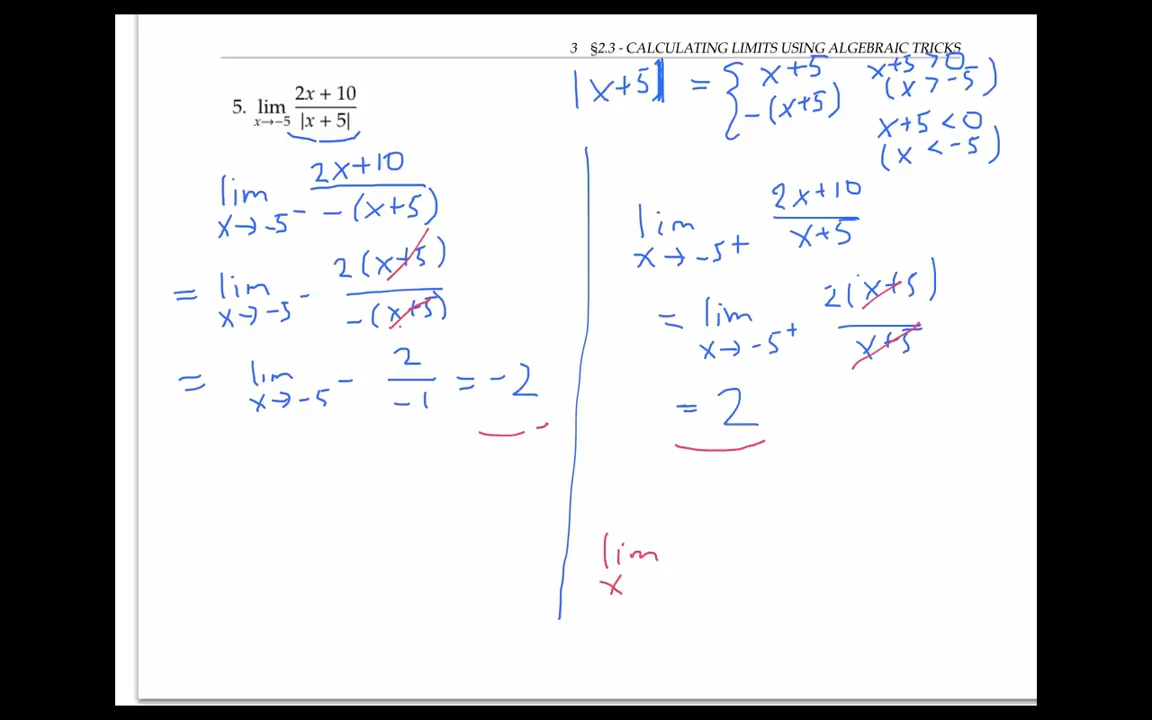 3 §2.3 - CALCULATING LIMITS USING ALGEBRAIC TRICKS
5. lim x→−5 (2x + 10)/|x + 5|
|x+5| = { x+5 x+5 >0 (x > -5)
-(x+5) x+5 < 0 (x < -5)
lim x→-5⁻ (2x+10)/(-(x+5))
= lim x→-5⁻ (2(x+5))/(-(x+5))
= lim x→-5⁻ 2/-1 = -2
lim x→-5⁺ (2x+10)/(x+5)
= lim x→-5⁺ (2(x+5))/(x+5)
= 2
lim x